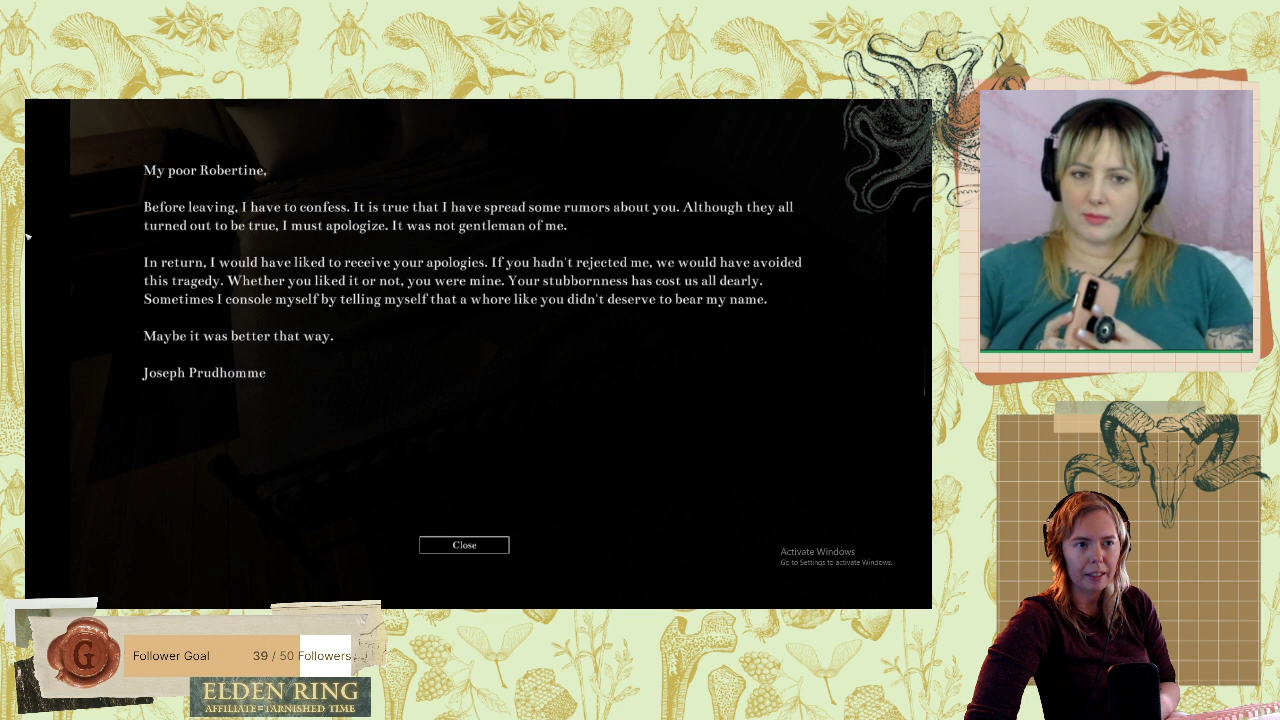 My poor Robertine,
Before leaving, I have to confess. It is true that I have spread some rumors about you. Although they all
turned out to be true, I must apologize. It was not gentleman of me.
In return, I would have liked to receive your apologies. If you hadn't rejected me, we would have avoided
this tragedy. Whether you liked it or not, you were mine. Your stubbornness has cost us all dearly.
Sometimes I console myself by telling myself that a whore like you didn't deserve to bear my name.
Maybe it was better that way.
Joseph Prudhomme
Close
Activate Windows
Go to Settings to activate Windows.
G
Follower Goal 39 / 50 Followers
ELDEN RING
AFFILIATE=TARNISHED TIME